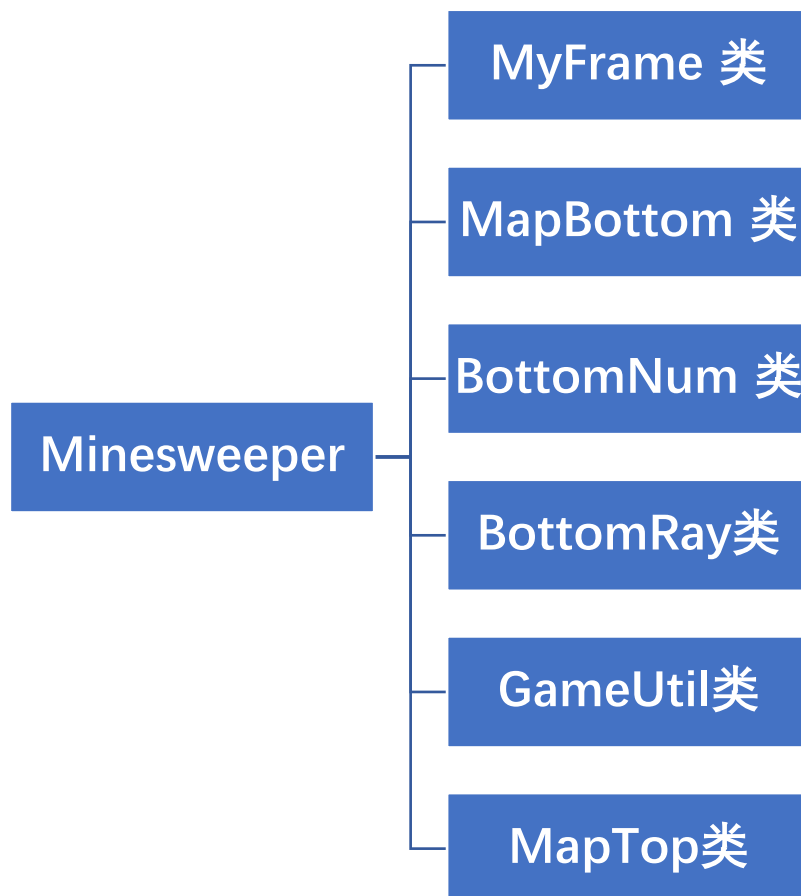 MyFrame 类
MapBottom 类
BottomNum 类
Minesweeper
BottomRay类
GameUtil类
MapTop类